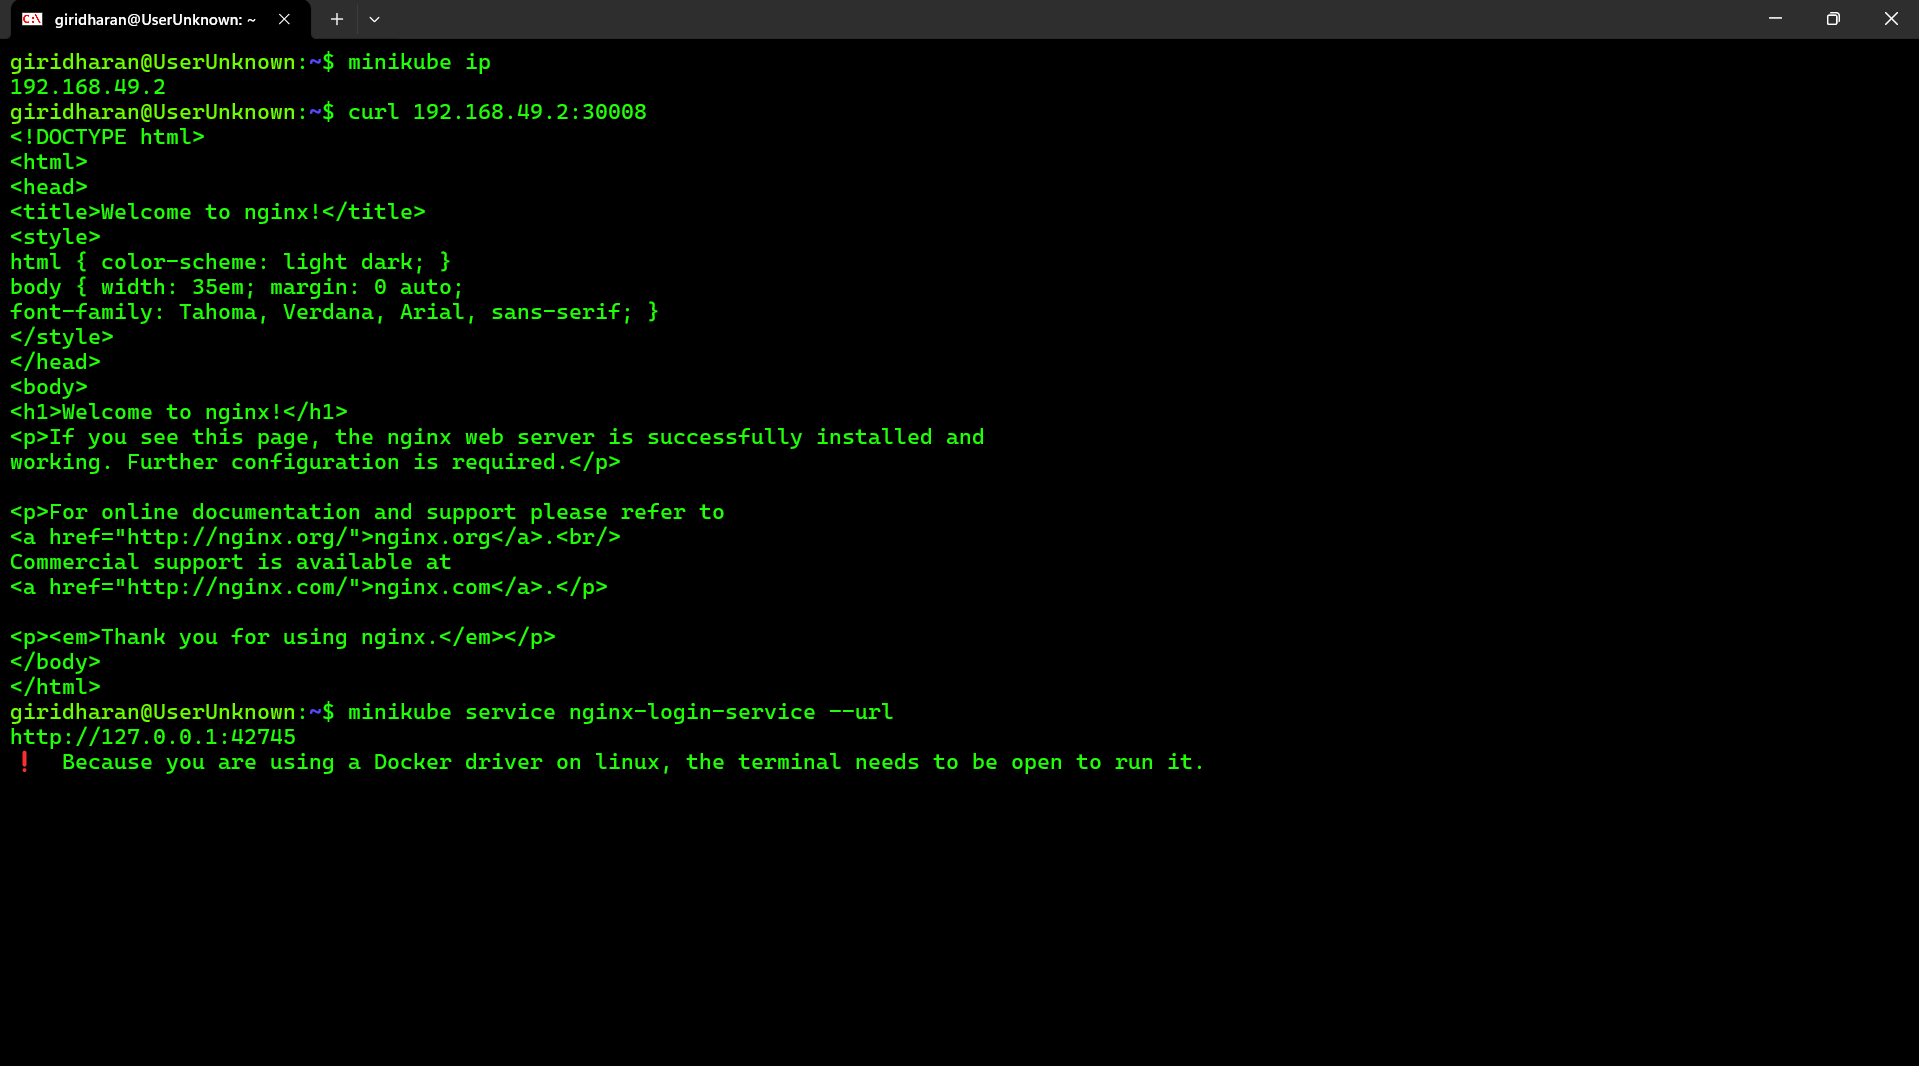 giridharan@UserUnknown: ~
giridharan@UserUnknown:~$ minikube ip
192.168.49.2
giridharan@UserUnknown:~$ curl 192.168.49.2:30008
<!DOCTYPE html>
<html>
<head>
<title>Welcome to nginx!</title>
<style>
html { color-scheme: light dark; }
body { width: 35em; margin: 0 auto;
font-family: Tahoma, Verdana, Arial, sans-serif; }
</style>
</head>
<body>
<h1>Welcome to nginx!</h1>
<p>If you see this page, the nginx web server is successfully installed and
working. Further configuration is required.</p>

<p>For online documentation and support please refer to
<a href="http://nginx.org/">nginx.org</a>.<br/>
Commercial support is available at
<a href="http://nginx.com/">nginx.com</a>.</p>

<p><em>Thank you for using nginx.</em></p>
</body>
</html>
giridharan@UserUnknown:~$ minikube service nginx-login-service --url
http://127.0.0.1:42745
❗  Because you are using a Docker driver on linux, the terminal needs to be open to run it.